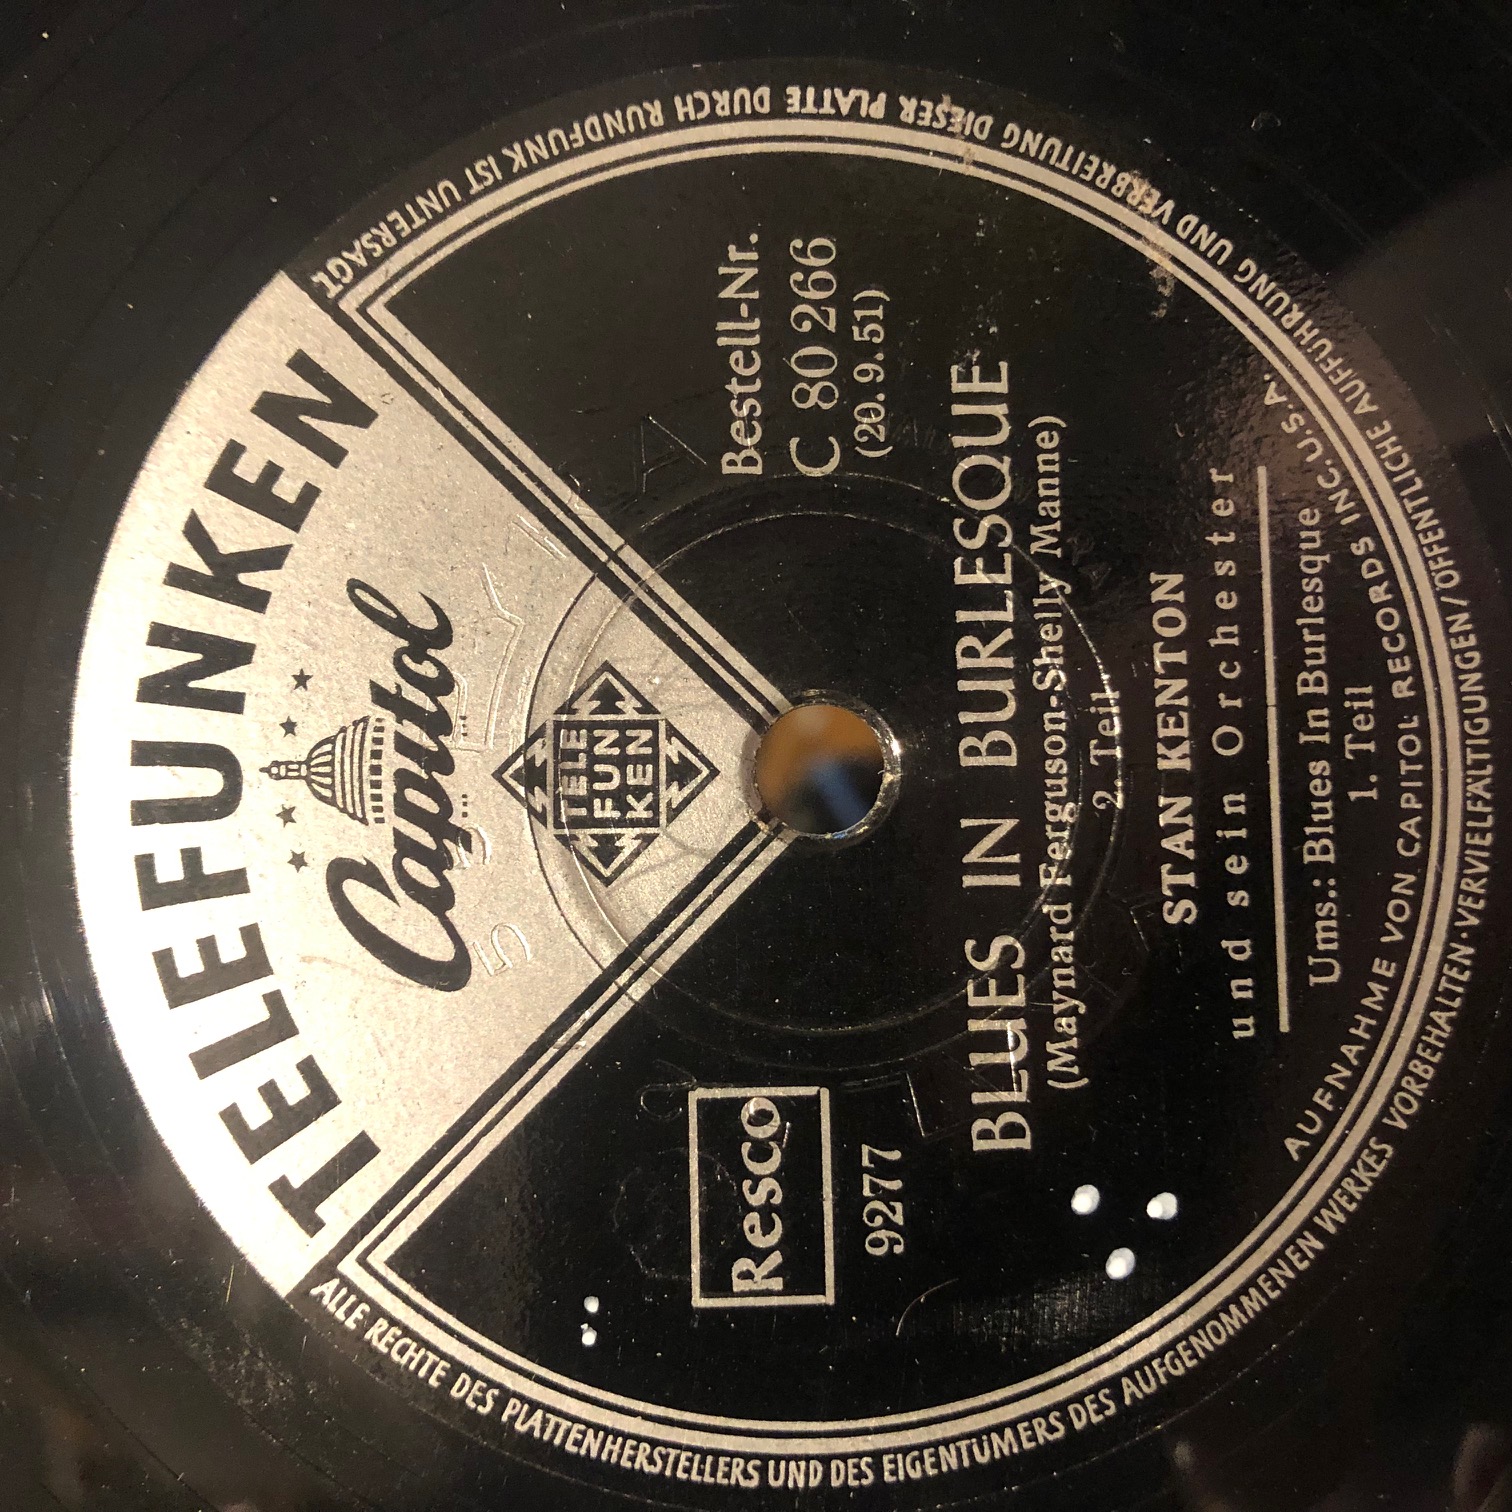 TELEFUNKEN
Capitol
TELE
FUN
KEN
Resco
9277
Bestell-Nr.
C 80 266
(20. 9. 51)
BLUES IN BURLESQUE
(Maynard Ferguson-Shelly Manne)
2. Teil
STAN KENTON
und sein Orchester
Ums.: Blues In Burlesque
1. Teil
AUFNAHME VON CAPITOL RECORDS INC. U.S.A.
ALLE RECHTE DES PLATTENHERSTELLERS UND DES EIGENTÜMERS DES AUFGENOMMENEN WERKES VORBEHALTEN · VERVIELFÄLTIGUNGEN / ÖFFENTLICHE AUFFÜHRUNG UND VERBREITUNG DIESER PLATTE DURCH RUNDFUNK IST UNTERSAGT